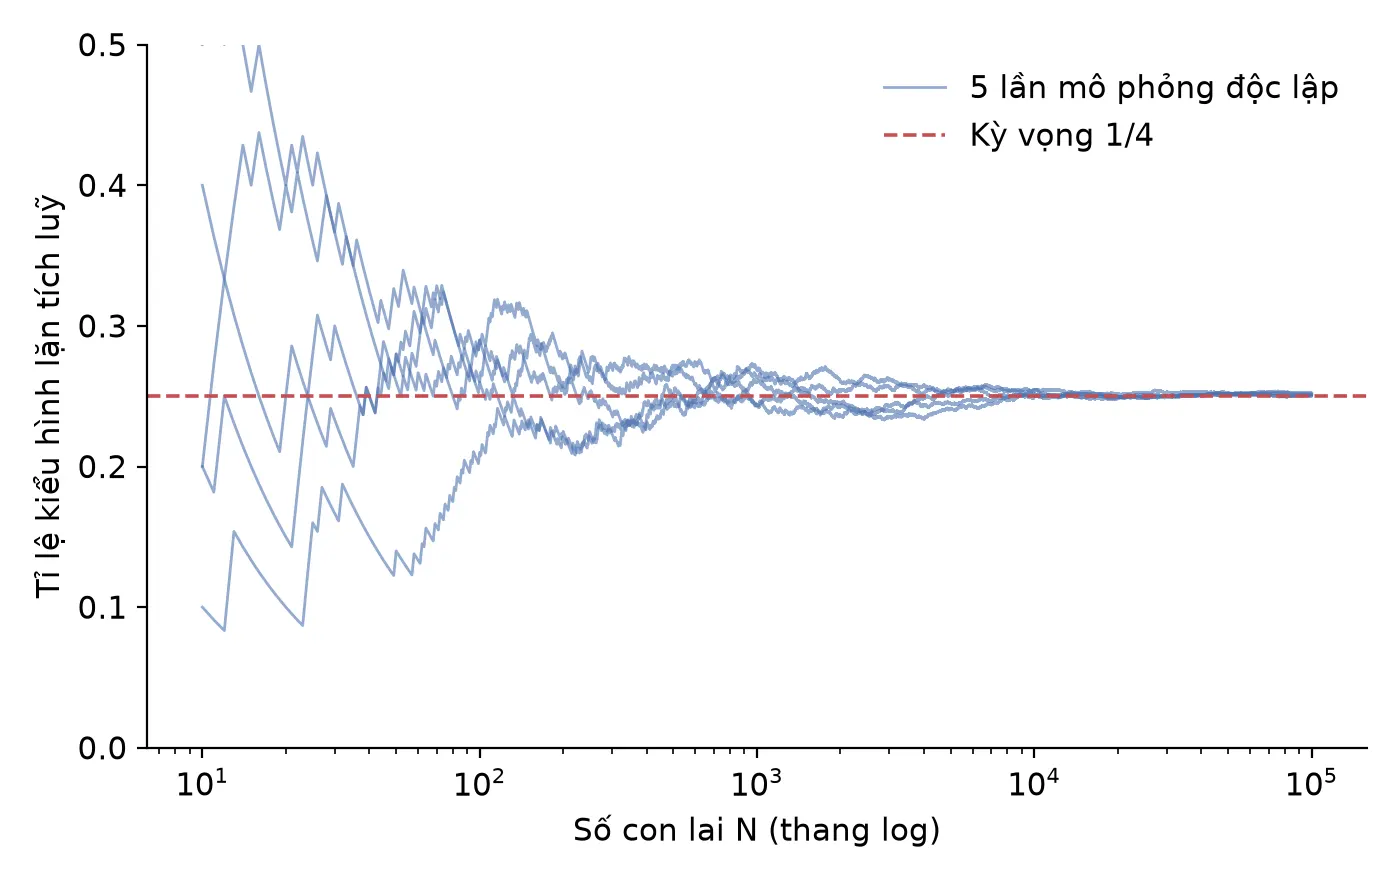 5 lần mô phỏng độc lập
Kỳ vọng 1/4
Tỉ lệ kiểu hình lặn tích luỹ
0.5
0.4
0.3
0.2
0.1
0.0
10¹ 10² 10³ 10⁴ 10⁵
Số con lai N (thang log)